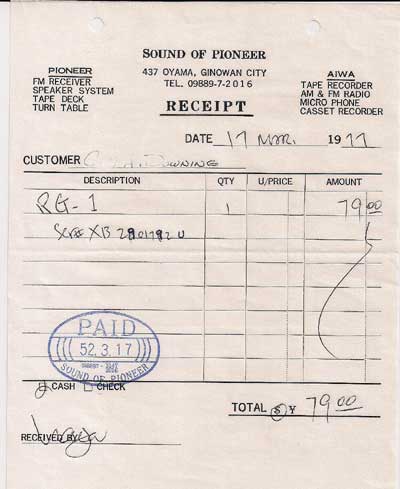 SOUND OF PIONEER
437 OYAMA, GINOWAN CITY
TEL. 09889-7-2016
RECEIPT
PIONEER
FM RECEIVER
SPEAKER SYSTEM
TAPE DECK
TURN TABLE
AIWA
TAPE RECORDER
AM & FM RADIO
MICRO PHONE
CASSET RECORDER
DATE 17 MAR. 1977
CUSTOMER DOWNING
DESCRIPTION QTY U/PRICE AMOUNT
RG-1 1 79.00
PAID
52.3.17
SOUND OF PIONEER
CASH CHECK
TOTAL $ ¥ 79.00
RECEIVED BY